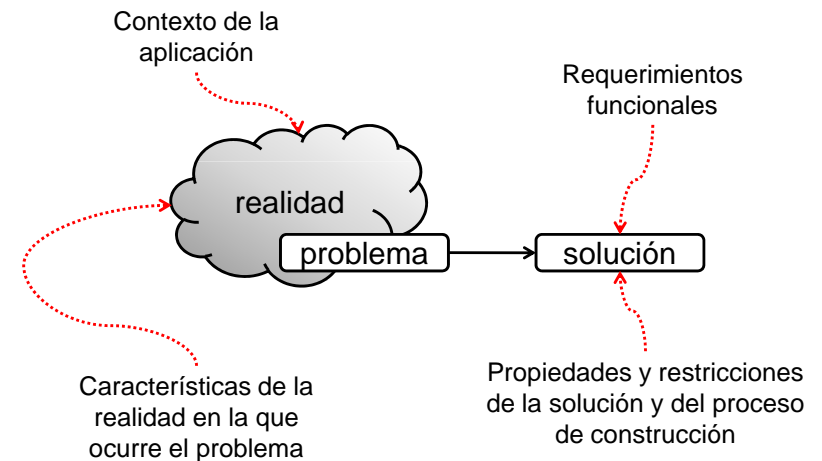 Contexto de la
aplicación
Requerimientos
funcionales
realidad
problema
solución
Características de la
realidad en la que
ocurre el problema
Propiedades y restricciones
de la solución y del proceso
de construcción